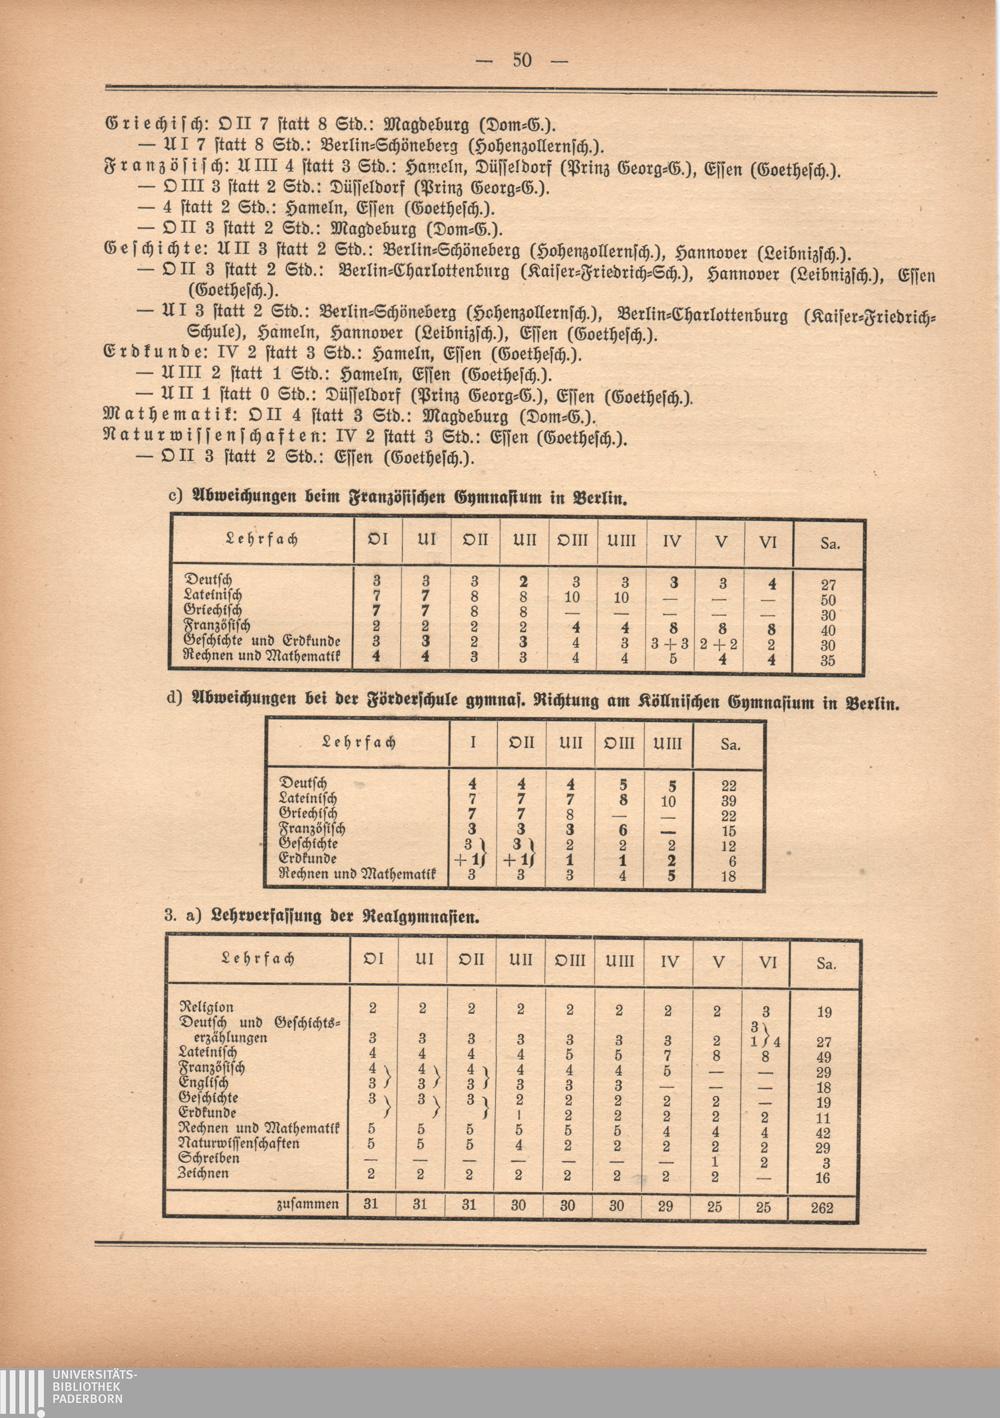 — 50 —
Griechisch: OII 7 statt 8 Std.: Magdeburg (Dom=G.).
— UI 7 statt 8 Std.: Berlin=Schöneberg (Hohenzollernsch.).
Französisch: UIII 4 statt 3 Std.: Hameln, Düsseldorf (Prinz Georg=G.), Essen (Goethesch.).
— OIII 3 statt 2 Std.: Düsseldorf (Prinz Georg=G.).
— 4 statt 2 Std.: Hameln, Essen (Goethesch.).
— OII 3 statt 2 Std.: Magdeburg (Dom=G.).
Geschichte: UII 3 statt 2 Std.: Berlin=Schöneberg (Hohenzollernsch.), Hannover (Leibnizsch.).
— OII 3 statt 2 Std.: Berlin=Charlottenburg (Kaiser=Friedrich=Sch.), Hannover (Leibnizsch.), Essen
(Goethesch.).
— UI 3 statt 2 Std.: Berlin=Schöneberg (Hohenzollernsch.), Berlin=Charlottenburg (Kaiser=Friedrich=
Schule), Hameln, Hannover (Leibnizsch.), Essen (Goethesch.).
Erdkunde: IV 2 statt 3 Std.: Hameln, Essen (Goethesch.).
— UIII 2 statt 1 Std.: Hameln, Essen (Goethesch.).
— UII 1 statt 0 Std.: Düsseldorf (Prinz Georg=G.), Essen (Goethesch.).
Mathematik: OII 4 statt 3 Std.: Magdeburg (Dom=G.).
Naturwissenschaften: IV 2 statt 3 Std.: Essen (Goethesch.).
— OII 3 statt 2 Std.: Essen (Goethesch.).
c) Abweichungen beim Französischen Gymnasium in Berlin.
Lehrfach OI UI OII UII OIII UIII IV V VI Sa.
Deutsch 3 3 3 2 3 3 3 3 4 27
Lateinisch 7 7 8 8 10 10 — — — 50
Griechisch 7 7 8 8 — — — — — 30
Französisch 2 2 2 2 4 4 8 8 8 40
Geschichte und Erdkunde 3 3 2 3 4 3 3+3 2+2 2 30
Rechnen und Mathematik 4 4 3 3 4 4 5 4 4 35
d) Abweichungen bei der Förderschule gymnas. Richtung am Köllnischen Gymnasium in Berlin.
Lehrfach I OII UII OIII UIII Sa.
Deutsch 4 4 4 5 5 22
Lateinisch 7 7 7 8 10 39
Griechisch 7 7 8 — — 22
Französisch 3 3 3 6 — 15
Geschichte 3} 3} 2 2 2 12
Erdkunde +1} +1} 1 1 2 6
Rechnen und Mathematik 3 3 3 4 5 18
3. a) Lehrverfassung der Realgymnasien.
Lehrfach OI UI OII UII OIII UIII IV V VI Sa.
Religion 2 2 2 2 2 2 2 2 3 19
Deutsch und Geschichts= 3}
erzählungen 3 3 3 3 3 3 3 2 1}4 27
Lateinisch 4 4 4 4 5 5 7 8 8 49
Französisch 4} 4} 4} 4 4 4 5 — — 29
Englisch 3} 3} 3} 3 3 3 — — — 18
Geschichte 3} 3} 3} 2 2 2 2 2 — 19
Erdkunde } } } 1 2 2 2 2 2 11
Rechnen und Mathematik 5 5 5 5 5 5 4 4 4 42
Naturwissenschaften 5 5 5 4 2 2 2 2 2 29
Schreiben — — — — — — — 1 2 3
Zeichnen 2 2 2 2 2 2 2 2 — 16
zusammen 31 31 31 30 30 30 29 25 25 262
UNIVERSITÄTS-
BIBLIOTHEK
PADERBORN